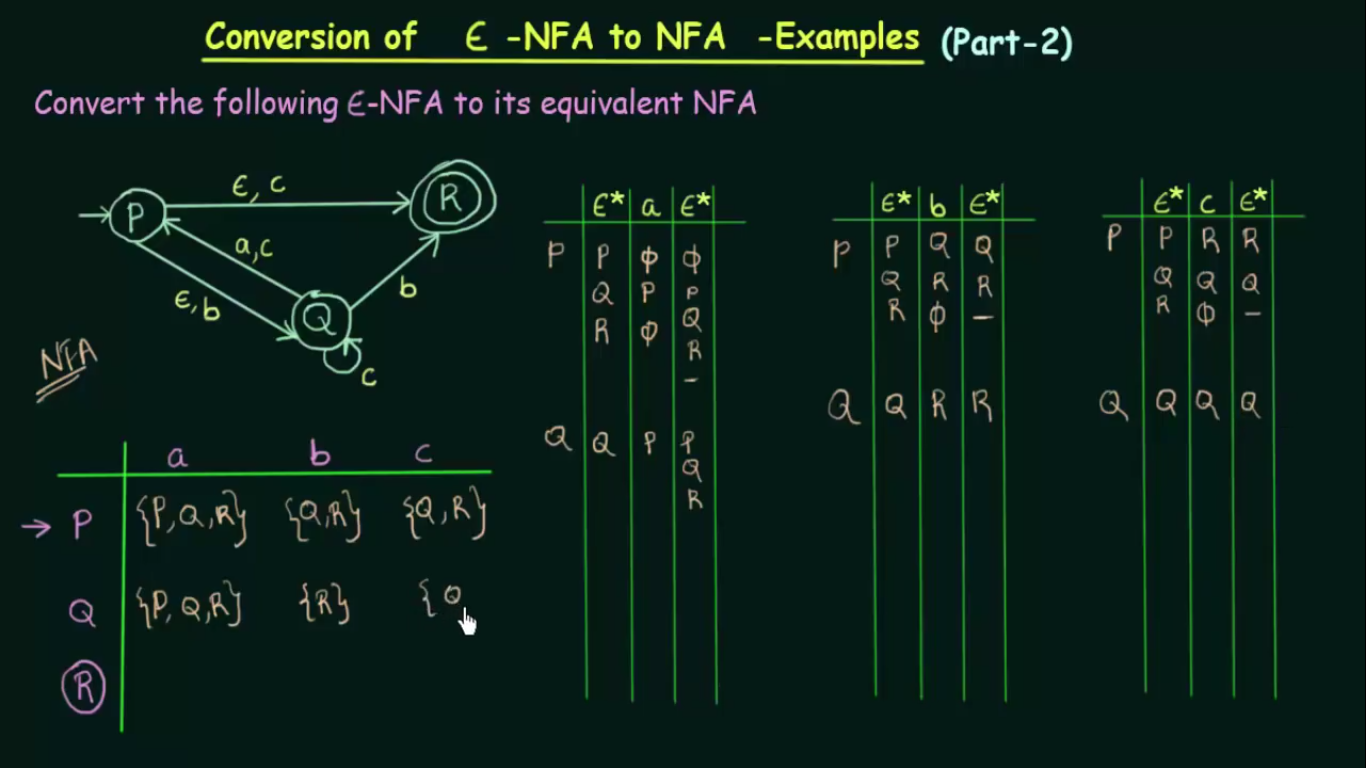 Conversion of ϵ -NFA to NFA -Examples (Part-2)
Convert the following ϵ-NFA to its equivalent NFA
P
ϵ, c
R
a,c
ϵ,b
Q
b
c
NFA
a b c
→ P {P,Q,R} {Q,R} {Q,R}
Q {P,Q,R} {R} {Q
R
ϵ* a ϵ*
P P ϕ ϕ
Q P P
Q
R ϕ
R
–
Q Q P P
Q
R
ϵ* b ϵ*
P P Q Q
Q R R
R ϕ –
Q Q R R
ϵ* c ϵ*
P P R R
Q Q Q
R ϕ –
Q Q Q Q